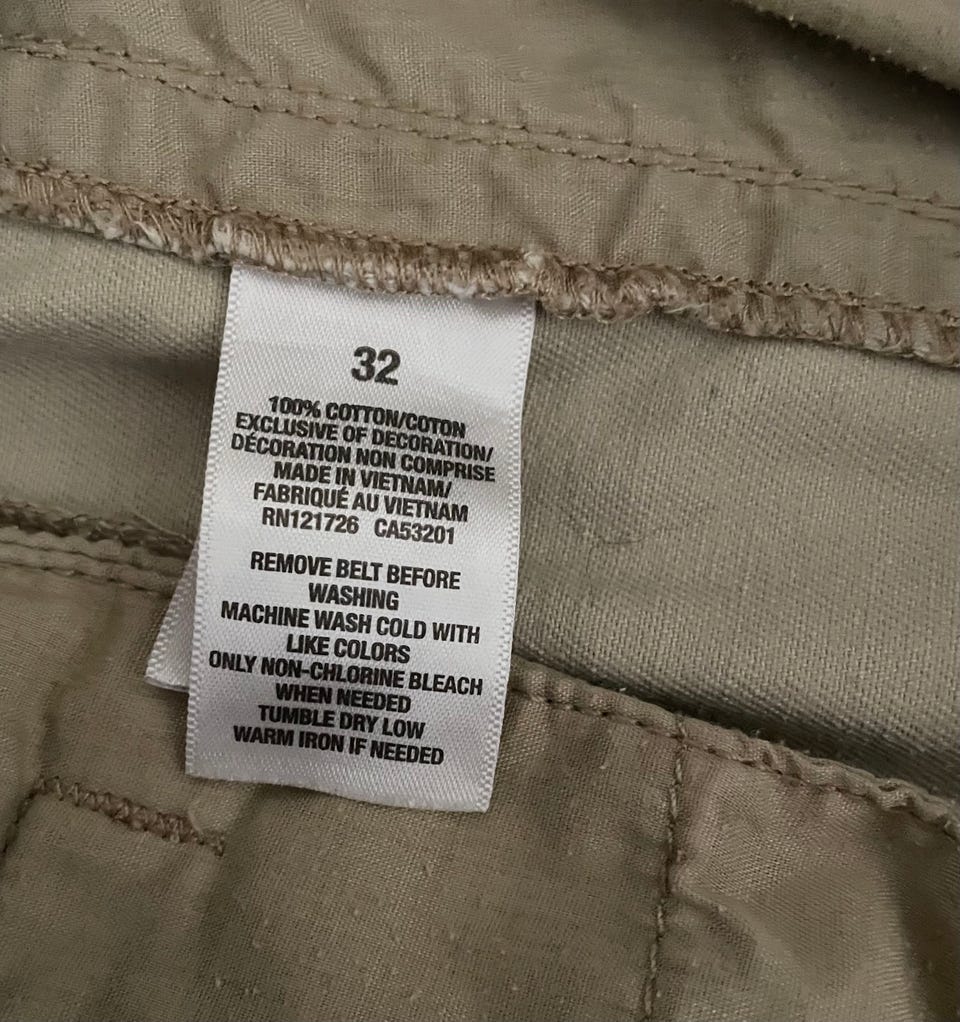 32
100% COTTON/COTON
EXCLUSIVE OF DECORATION/
DÉCORATION NON COMPRISE
MADE IN VIETNAM/
FABRIQUÉ AU VIETNAM
RN121726 CA53201
REMOVE BELT BEFORE
WASHING
MACHINE WASH COLD WITH
LIKE COLORS
ONLY NON-CHLORINE BLEACH
WHEN NEEDED
TUMBLE DRY LOW
WARM IRON IF NEEDED